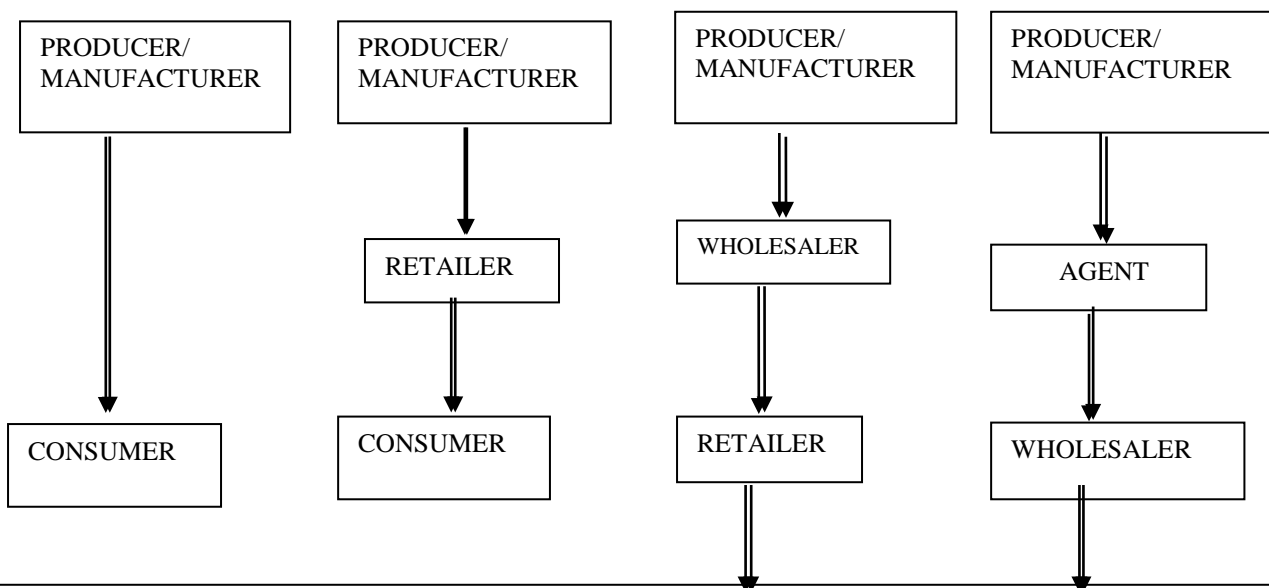 PRODUCER/
MANUFACTURER
PRODUCER/
MANUFACTURER
PRODUCER/
MANUFACTURER
PRODUCER/
MANUFACTURER
RETAILER
WHOLESALER
AGENT
CONSUMER
CONSUMER
RETAILER
WHOLESALER